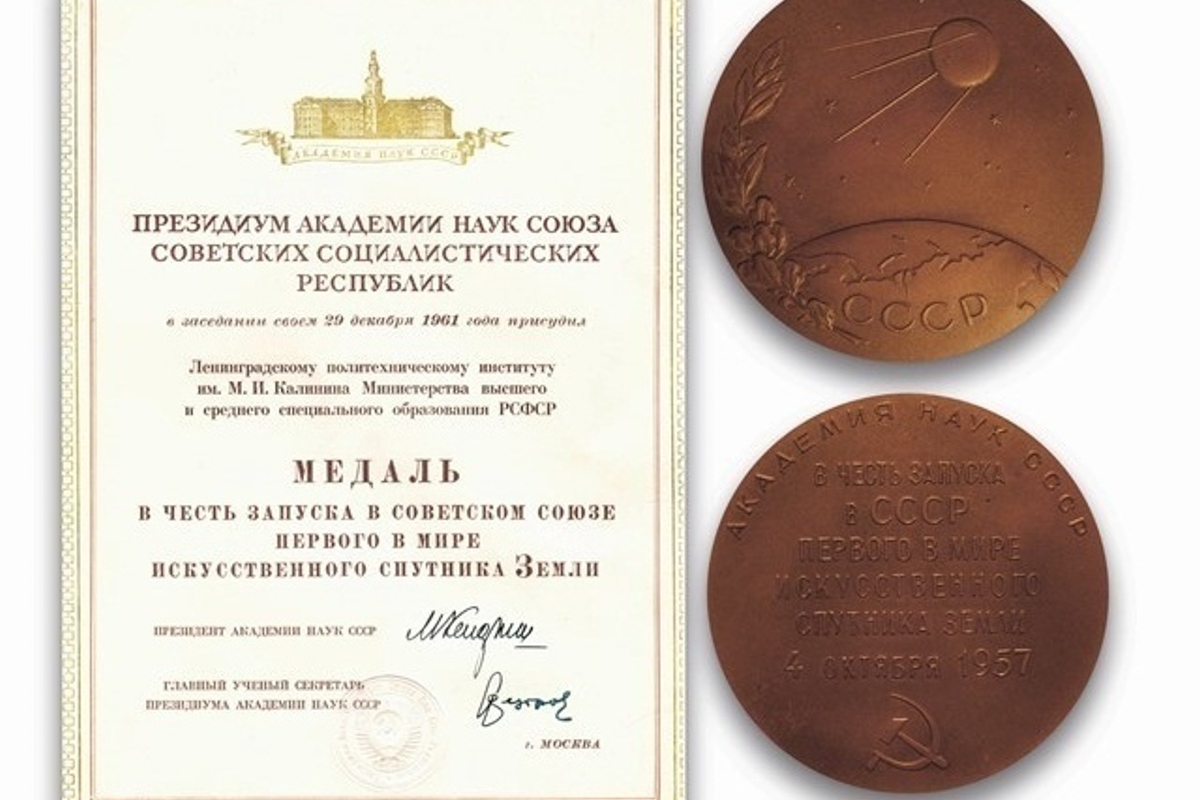 АКАДЕМИЯ НАУК СССР
ПРЕЗИДИУМ АКАДЕМИИ НАУК СОЮЗА
СОВЕТСКИХ СОЦИАЛИСТИЧЕСКИХ
РЕСПУБЛИК
в заседании своем 29 декабря 1961 года присудил
Ленинградскому политехническому институту
им. М. И. Калинина Министерства высшего
и среднего специального образования РСФСР
МЕДАЛЬ
В ЧЕСТЬ ЗАПУСКА В СОВЕТСКОМ СОЮЗЕ
ПЕРВОГО В МИРЕ
ИСКУССТВЕННОГО СПУТНИКА ЗЕМЛИ
ПРЕЗИДЕНТ АКАДЕМИИ НАУК СССР
ГЛАВНЫЙ УЧЕНЫЙ СЕКРЕТАРЬ
ПРЕЗИДИУМА АКАДЕМИИ НАУК СССР
г. МОСКВА
СССР
АКАДЕМИЯ НАУК СССР
В ЧЕСТЬ ЗАПУСКА
В СССР
ПЕРВОГО В МИРЕ
ИСКУССТВЕННОГО
СПУТНИКА ЗЕМЛИ
4 ОКТЯБРЯ 1957